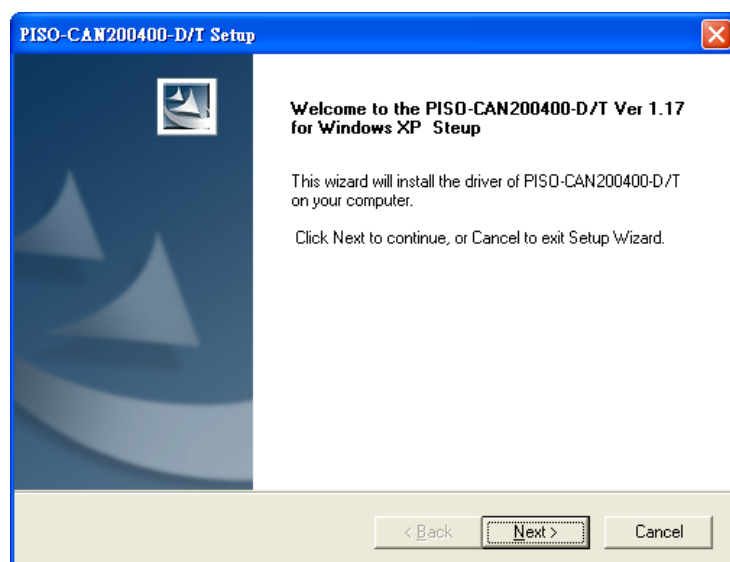 PISO-CAN200400-D/T Setup
Welcome to the PISO-CAN200400-D/T Ver 1.17
for Windows XP  Steup
This wizard will install the driver of PISO-CAN200400-D/T
on your computer.
Click Next to continue, or Cancel to exit Setup Wizard.
< Back Next > Cancel